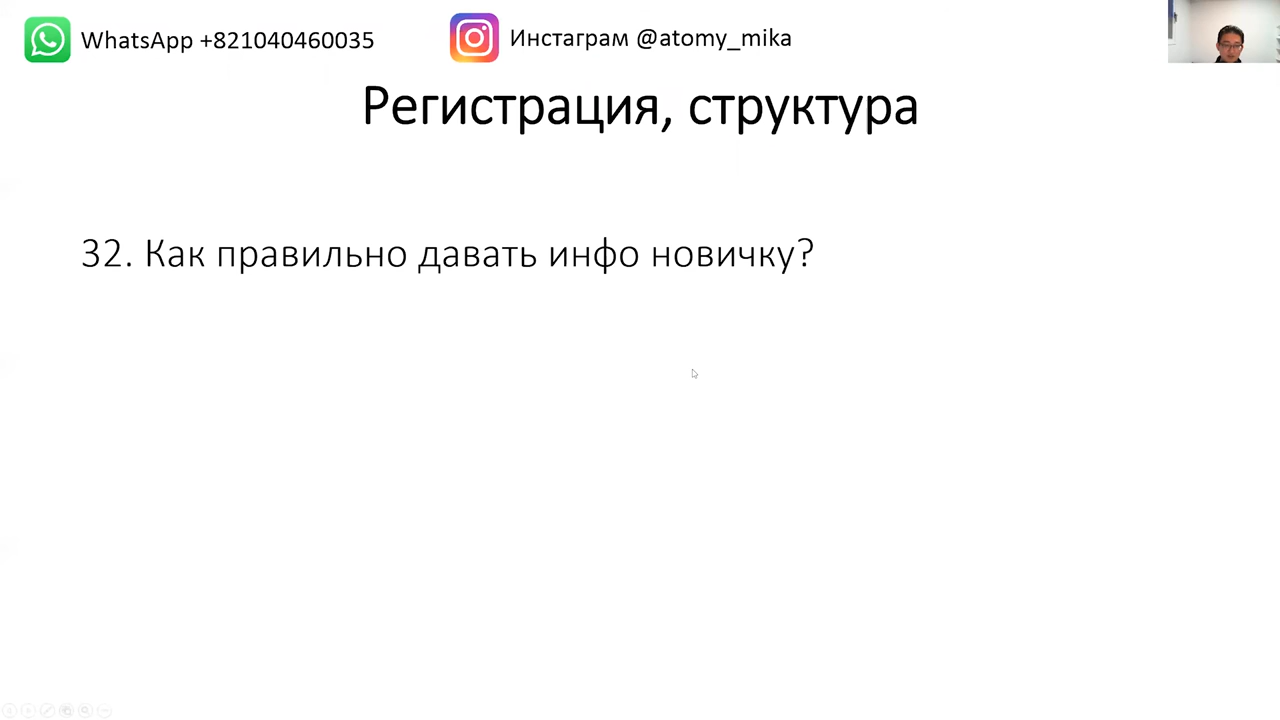 WhatsApp +821040460035
Инстаграм @atomy_mika
Регистрация, структура
32. Как правильно давать инфо новичку?